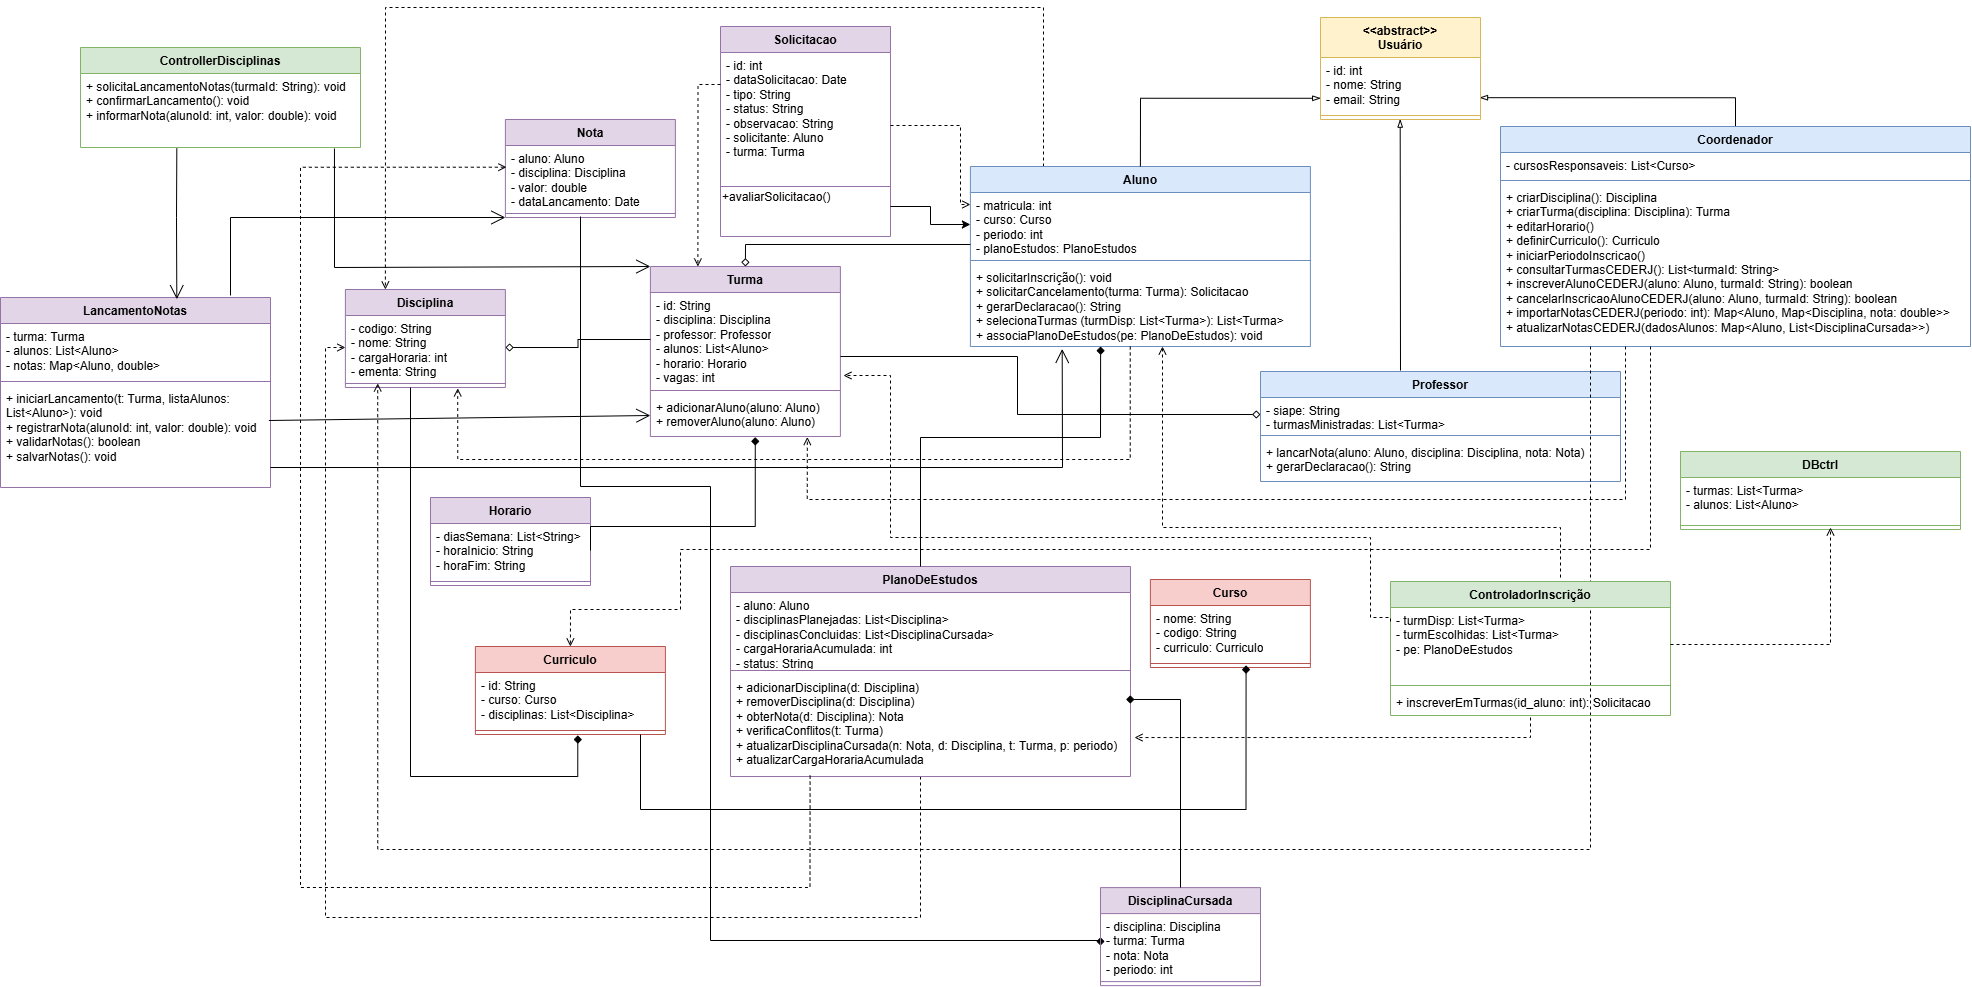 ControllerDisciplinas
+ solicitaLancamentoNotas(turmaId: String): void
+ confirmarLancamento(): void
+ informarNota(alunoId: int, valor: double): void
Solicitacao
- id: int
- dataSolicitacao: Date
- tipo: String
- status: String
- observacao: String
- solicitante: Aluno
- turma: Turma
+avaliarSolicitacao()
<<abstract>>
Usuário
- id: int
- nome: String
- email: String
Nota
- aluno: Aluno
- disciplina: Disciplina
- valor: double
- dataLancamento: Date
Aluno
- matricula: int
- curso: Curso
- periodo: int
- planoEstudos: PlanoEstudos
+ solicitarInscrição(): void
+ solicitarCancelamento(turma: Turma): Solicitacao
+ gerarDeclaracao(): String
+ selecionaTurmas (turmDisp: List<Turma>): List<Turma>
+ associaPlanoDeEstudos(pe: PlanoDeEstudos): void
Coordenador
- cursosResponsaveis: List<Curso>
+ criarDisciplina(): Disciplina
+ criarTurma(disciplina: Disciplina): Turma
+ editarHorario()
+ definirCurriculo(): Curriculo
+ iniciarPeriodoInscricao()
+ consultarTurmasCEDERJ(): List<turmaId: String>
+ inscreverAlunoCEDERJ(aluno: Aluno, turmaId: String): boolean
+ cancelarInscricaoAlunoCEDERJ(aluno: Aluno, turmaId: String): boolean
+ importarNotasCEDERJ(periodo: int): Map<Aluno, Map<Disciplina, nota: double>>
+ atualizarNotasCEDERJ(dadosAlunos: Map<Aluno, List<DisciplinaCursada>>)
LancamentoNotas
- turma: Turma
- alunos: List<Aluno>
- notas: Map<Aluno, double>
+ iniciarLancamento(t: Turma, listaAlunos:
List<Aluno>): void
+ registrarNota(alunoId: int, valor: double): void
+ validarNotas(): boolean
+ salvarNotas(): void
Disciplina
- codigo: String
- nome: String
- cargaHoraria: int
- ementa: String
Turma
- id: String
- disciplina: Disciplina
- professor: Professor
- alunos: List<Aluno>
- horario: Horario
- vagas: int
+ adicionarAluno(aluno: Aluno)
+ removerAluno(aluno: Aluno)
Professor
- siape: String
- turmasMinistradas: List<Turma>
+ lancarNota(aluno: Aluno, disciplina: Disciplina, nota: Nota)
+ gerarDeclaracao(): String
DBctrl
- turmas: List<Turma>
- alunos: List<Aluno>
Horario
- diasSemana: List<String>
- horaInicio: String
- horaFim: String
PlanoDeEstudos
- aluno: Aluno
- disciplinasPlanejadas: List<Disciplina>
- disciplinasConcluidas: List<DisciplinaCursada>
- cargaHorariaAcumulada: int
- status: String
+ adicionarDisciplina(d: Disciplina)
+ removerDisciplina(d: Disciplina)
+ obterNota(d: Disciplina): Nota
+ verificaConflitos(t: Turma)
+ atualizarDisciplinaCursada(n: Nota, d: Disciplina, t: Turma, p: periodo)
+ atualizarCargaHorariaAcumulada
Curso
- nome: String
- codigo: String
- curriculo: Curriculo
ControladorInscrição
- turmDisp: List<Turma>
- turmEscolhidas: List<Turma>
- pe: PlanoDeEstudos
+ inscreverEmTurmas(id_aluno: int): Solicitacao
Curriculo
- id: String
- curso: Curso
- disciplinas: List<Disciplina>
DisciplinaCursada
- disciplina: Disciplina
- turma: Turma
- nota: Nota
- periodo: int